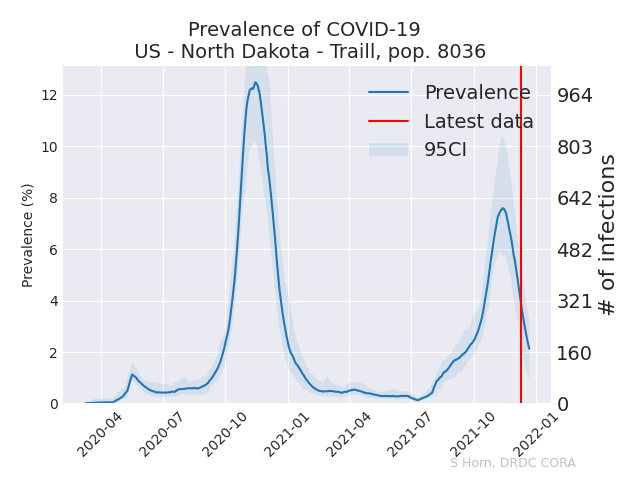 Prevalence of COVID-19
US - North Dakota - Traill, pop. 8036
Prevalence
Latest data
95CI
Prevalence (%)
12
10
8
6
4
2
0
964
803
642
482
321
160
0
# of infections
2020-04
2020-07
2020-10
2021-01
2021-04
2021-07
2021-10
2022-01
S Horn, DRDC CORA